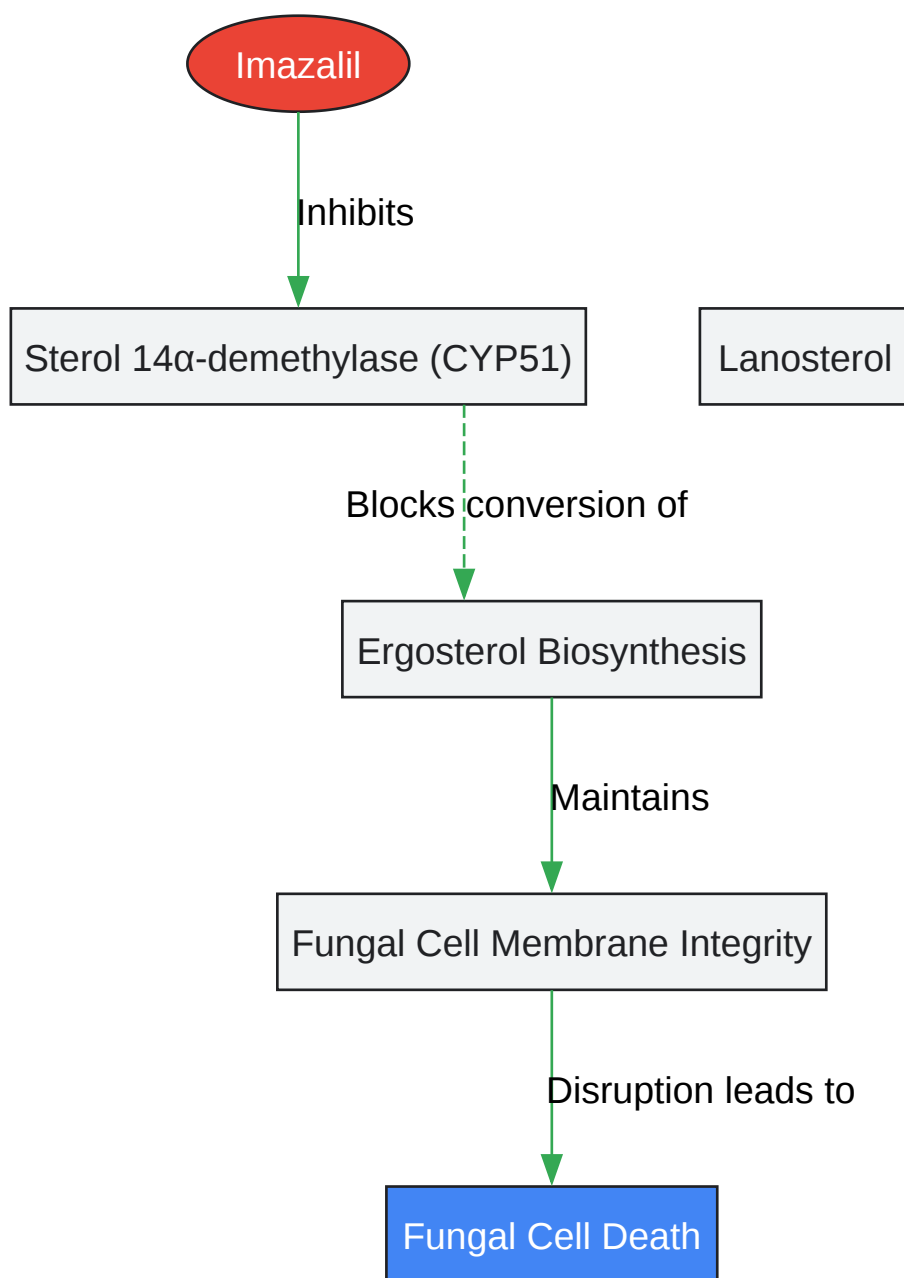 Imazalil
Inhibits
Sterol 14α-demethylase (CYP51)
Lanosterol
Blocks conversion of
Ergosterol Biosynthesis
Maintains
Fungal Cell Membrane Integrity
Disruption leads to
Fungal Cell Death